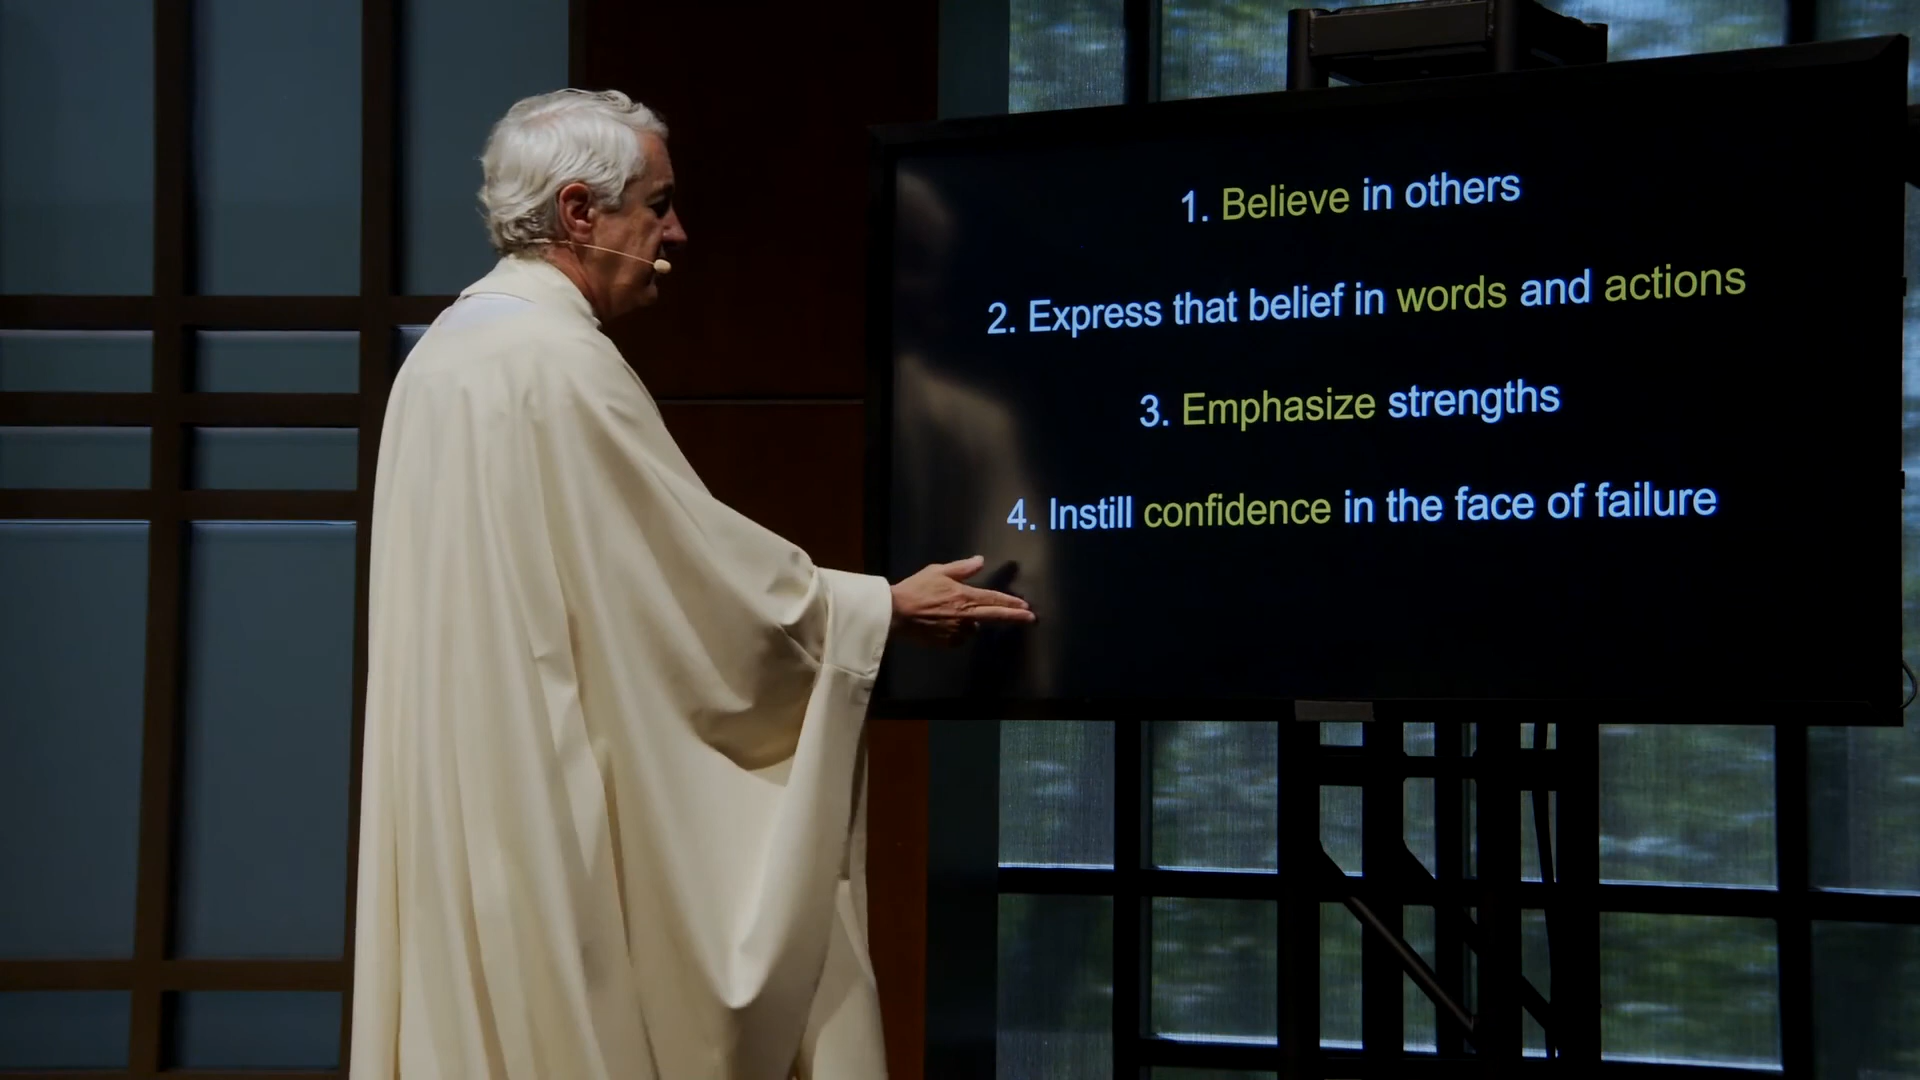 1. Believe in others
2. Express that belief in words and actions
3. Emphasize strengths
4. Instill confidence in the face of failure